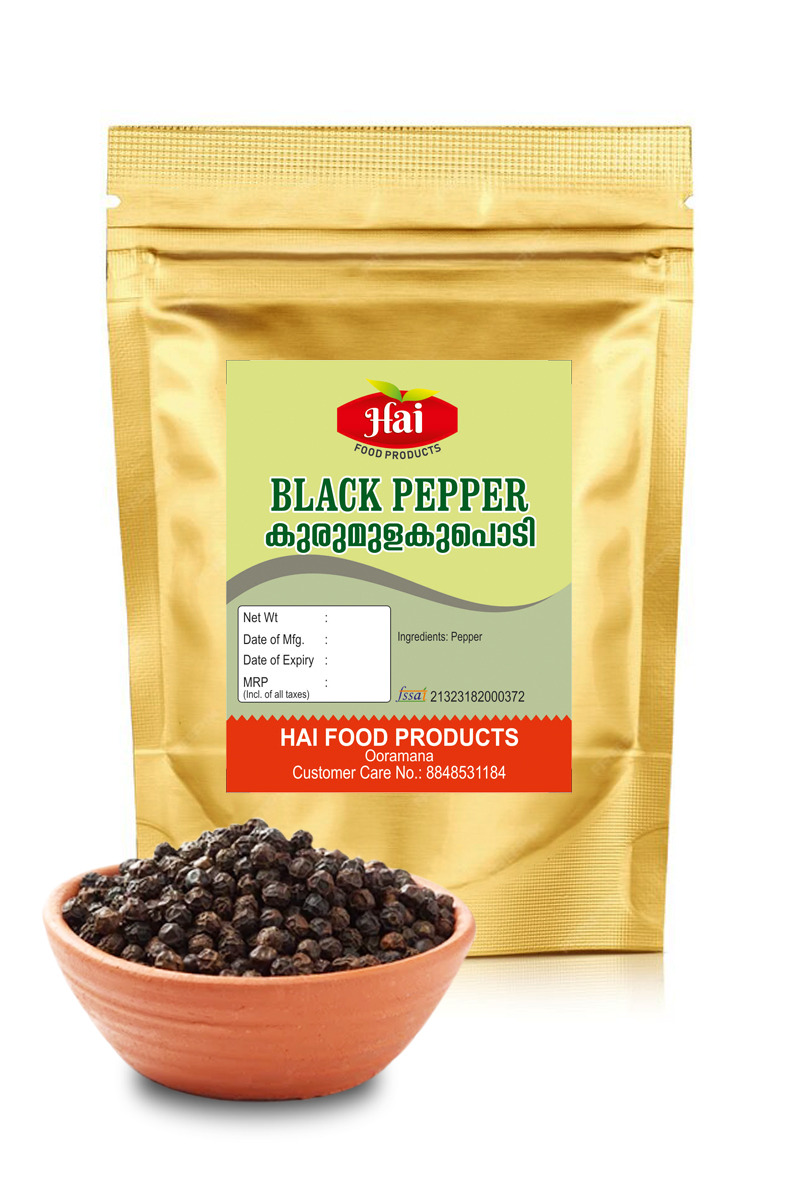 Hai
FOOD PRODUCTS
BLACK PEPPER
കുരുമുളകുപൊടി
Net Wt :
Date of Mfg. :
Date of Expiry :
MRP :
(Incl. of all taxes)
Ingredients: Pepper
fssai 21323182000372
HAI FOOD PRODUCTS
Ooramana
Customer Care No.: 8848531184